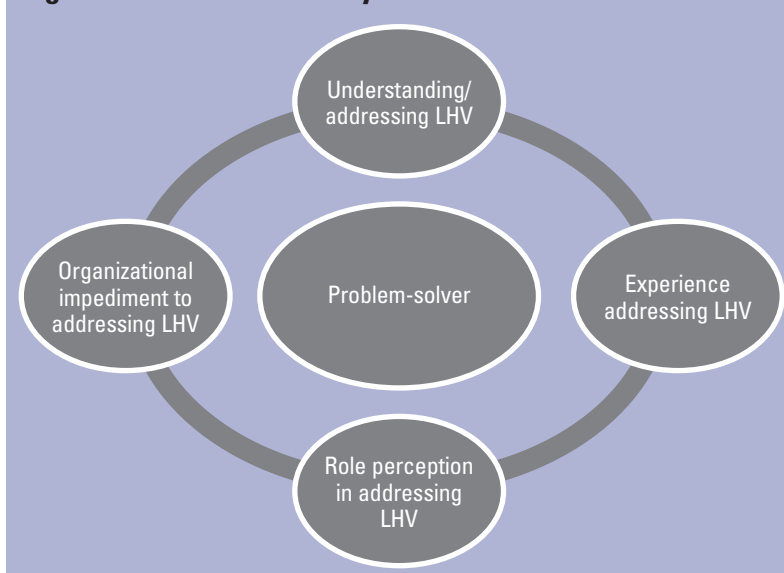 Understanding/
addressing LHV
Organizational
impediment to
addressing LHV
Problem-solver
Experience
addressing LHV
Role perception
in addressing
LHV